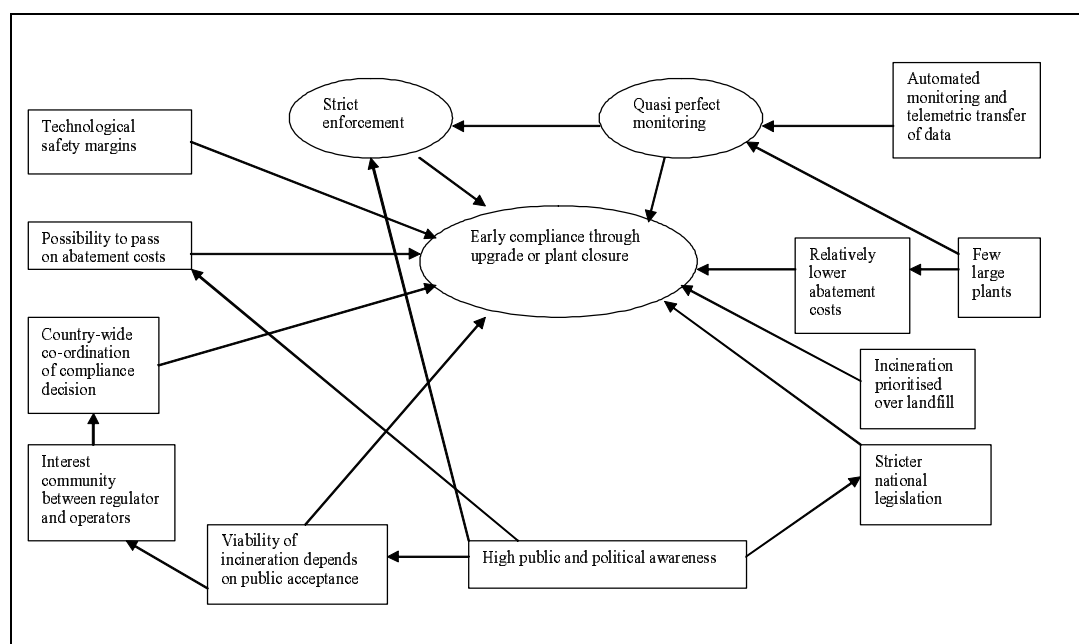 Automated
monitoring and
telemetric transfer
of data
Strict
enforcement
Quasi perfect
monitoring
Technological
safety margins
Possibility to pass
on abatement costs
Early compliance through
upgrade or plant closure
Relatively
lower
abatement
costs
Few
large
plants
Country-wide
co-ordination
of compliance
decision
Incineration
prioritised
over landfill
Interest
community
between regulator
and operators
Stricter
national
legislation
Viability of
incineration depends
on public acceptance
High public and political awareness